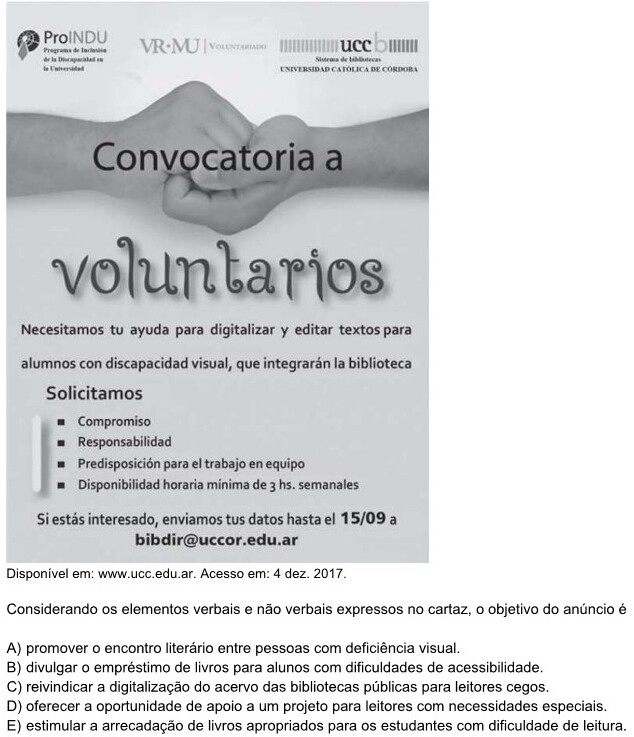 ProINDU
Programa de Inclusión
de la Discapacidad en
la Universidad
VR·MU | VOLUNTARIADO
ucc b
Sistema de bibliotecas
UNIVERSIDAD CATÓLICA DE CÓRDOBA
Convocatoria a
voluntarios
Necesitamos tu ayuda para digitalizar y editar textos para
alumnos con discapacidad visual, que integrarán la biblioteca
Solicitamos
■ Compromiso
■ Responsabilidad
■ Predisposición para el trabajo en equipo
■ Disponibilidad horaria mínima de 3 hs. semanales
Si estás interesado, envianos tus datos hasta el 15/09 a
bibdir@uccor.edu.ar
Disponível em: www.ucc.edu.ar. Acesso em: 4 dez. 2017.
Considerando os elementos verbais e não verbais expressos no cartaz, o objetivo do anúncio é
A) promover o encontro literário entre pessoas com deficiência visual.
B) divulgar o empréstimo de livros para alunos com dificuldades de acessibilidade.
C) reivindicar a digitalização do acervo das bibliotecas públicas para leitores cegos.
D) oferecer a oportunidade de apoio a um projeto para leitores com necessidades especiais.
E) estimular a arrecadação de livros apropriados para os estudantes com dificuldade de leitura.